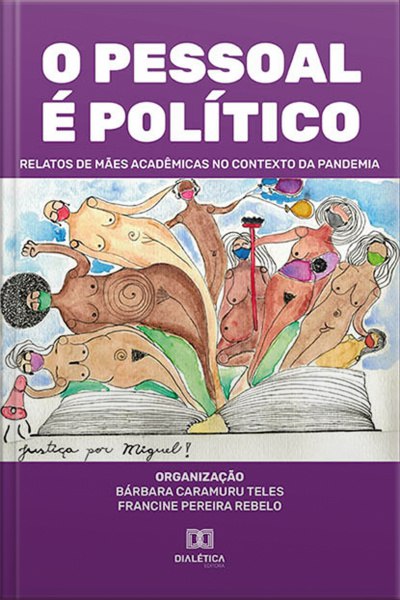 O PESSOAL
É POLÍTICO
RELATOS DE MÃES ACADÊMICAS NO CONTEXTO DA PANDEMIA
Justiça por Miguel!
ORGANIZAÇÃO
BÁRBARA CARAMURU TELES
FRANCINE PEREIRA REBELO
DIALÉTICA
EDITORA